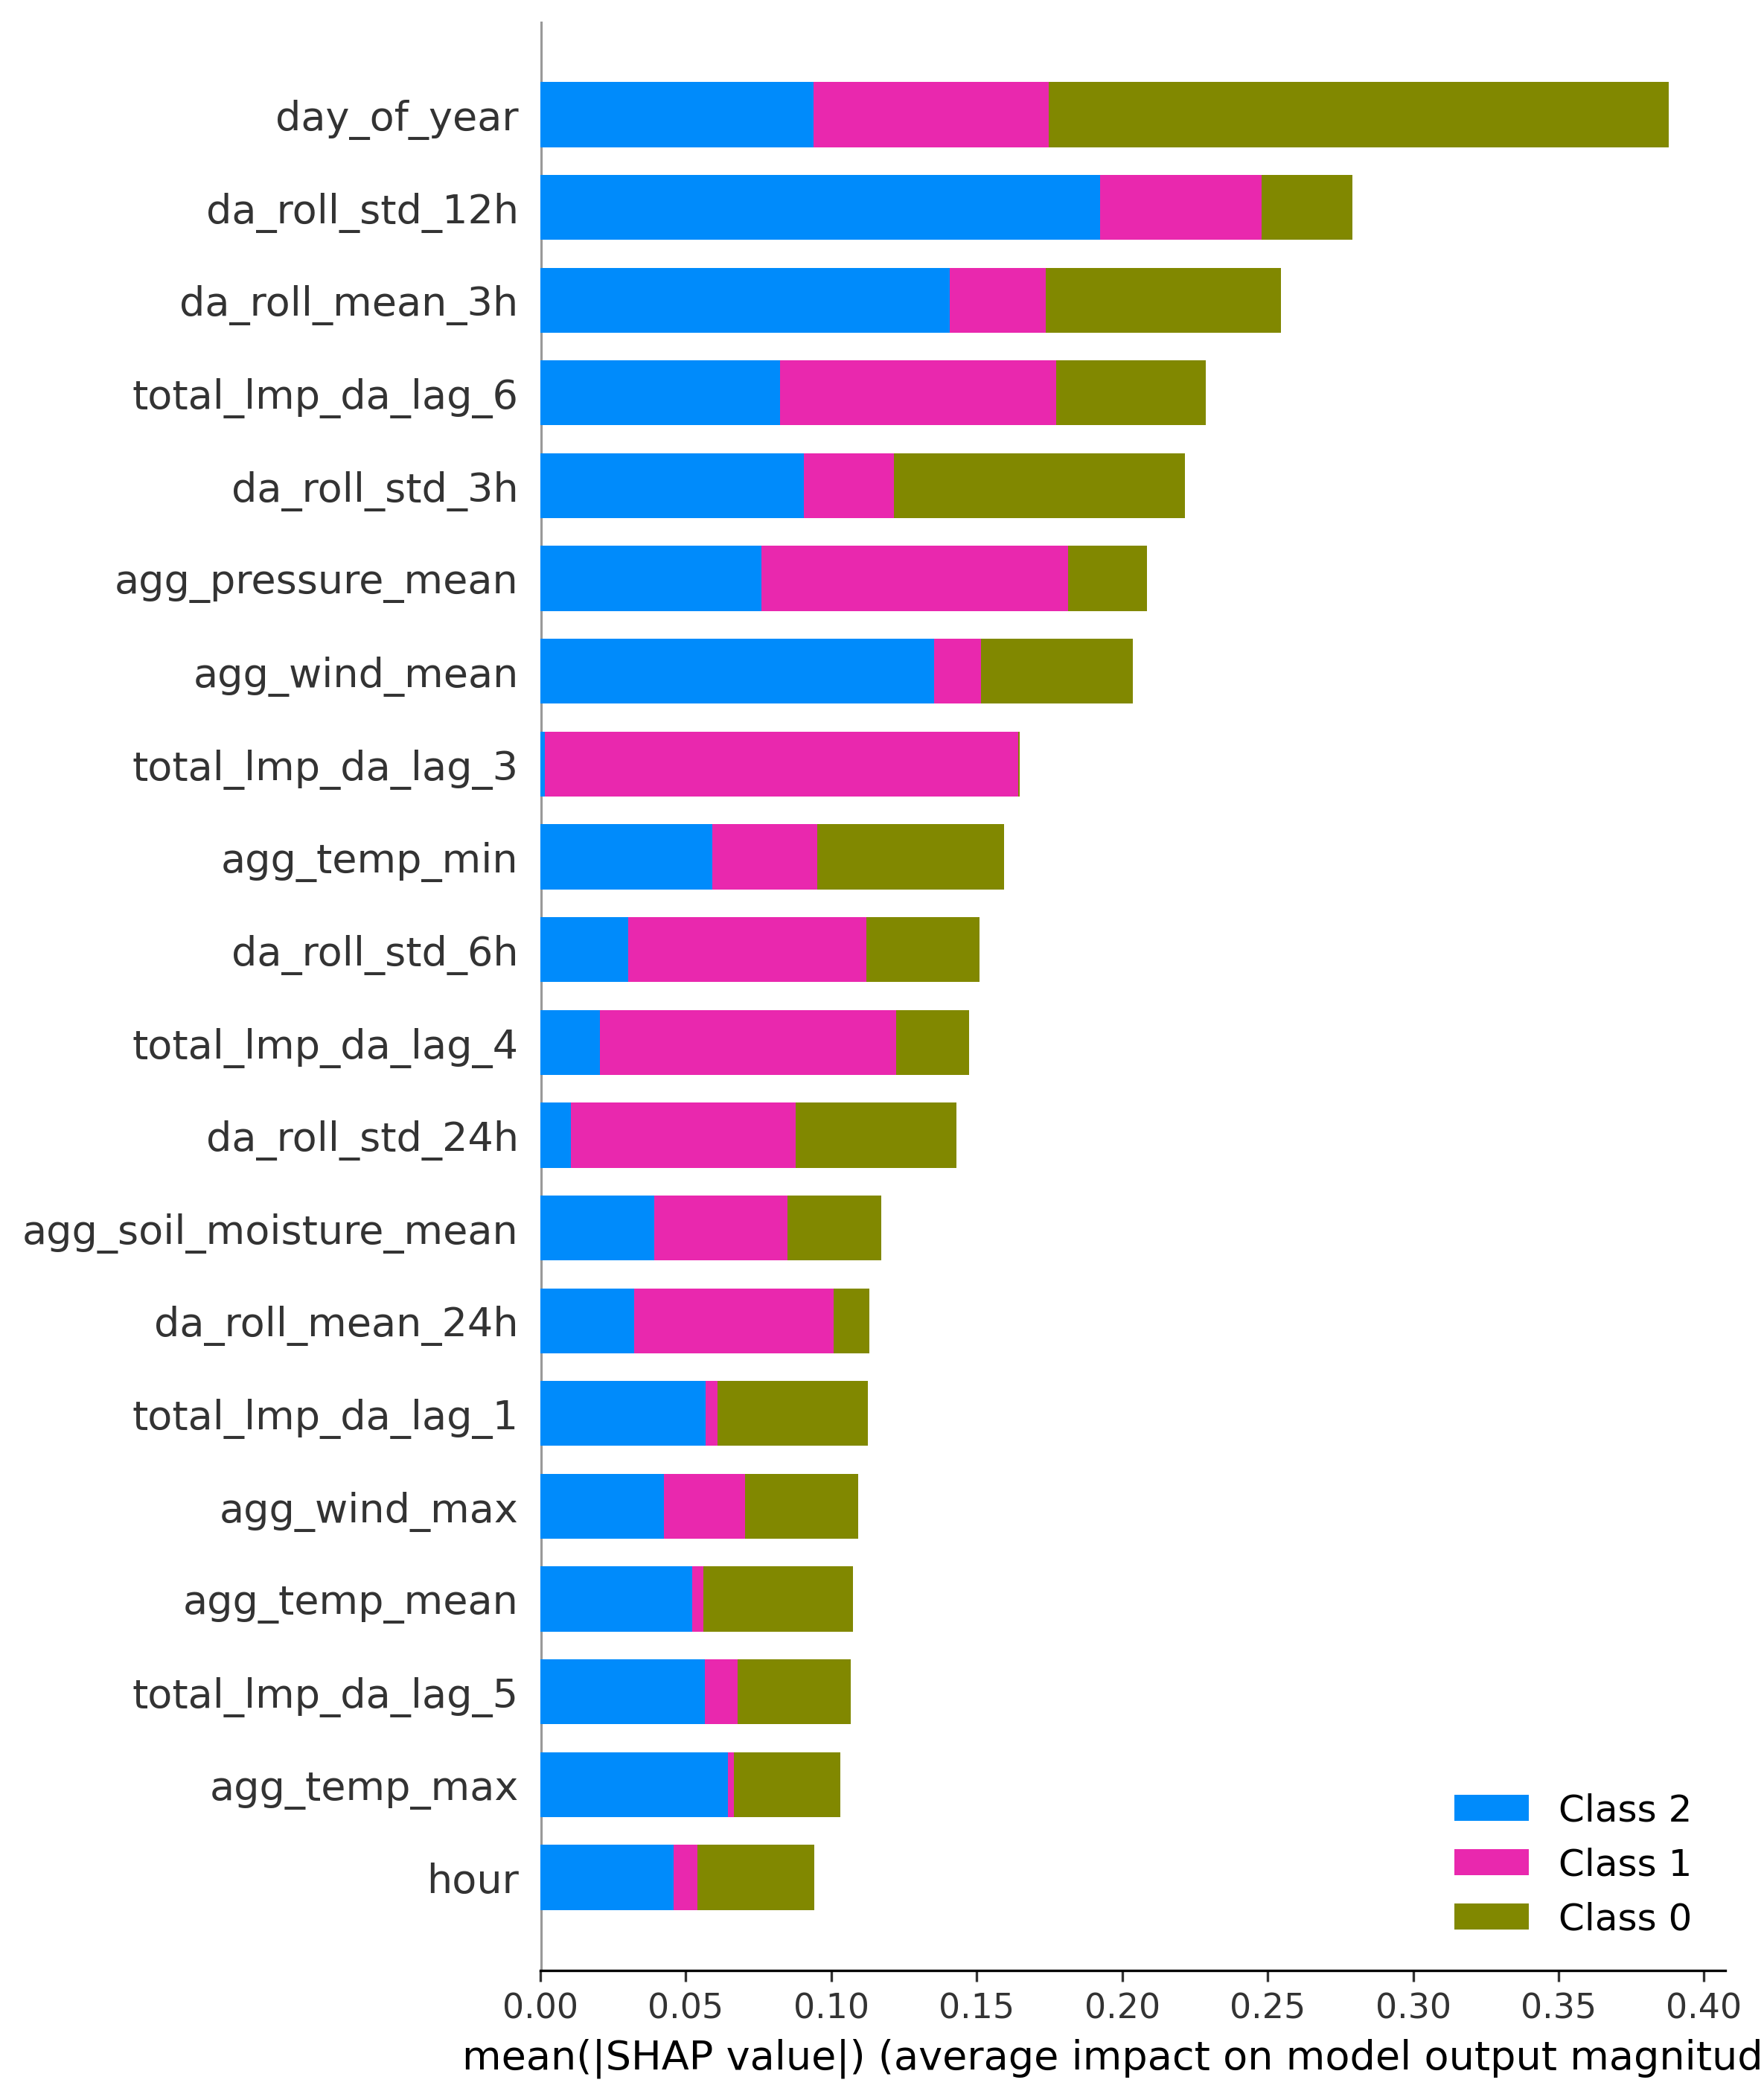 day_of_year
da_roll_std_12h
da_roll_mean_3h
total_lmp_da_lag_6
da_roll_std_3h
agg_pressure_mean
agg_wind_mean
total_lmp_da_lag_3
agg_temp_min
da_roll_std_6h
total_lmp_da_lag_4
da_roll_std_24h
agg_soil_moisture_mean
da_roll_mean_24h
total_lmp_da_lag_1
agg_wind_max
agg_temp_mean
total_lmp_da_lag_5
agg_temp_max
hour
Class 2
Class 1
Class 0
0.00 0.05 0.10 0.15 0.20 0.25 0.30 0.35 0.40
mean(|SHAP value|) (average impact on model output magnitud